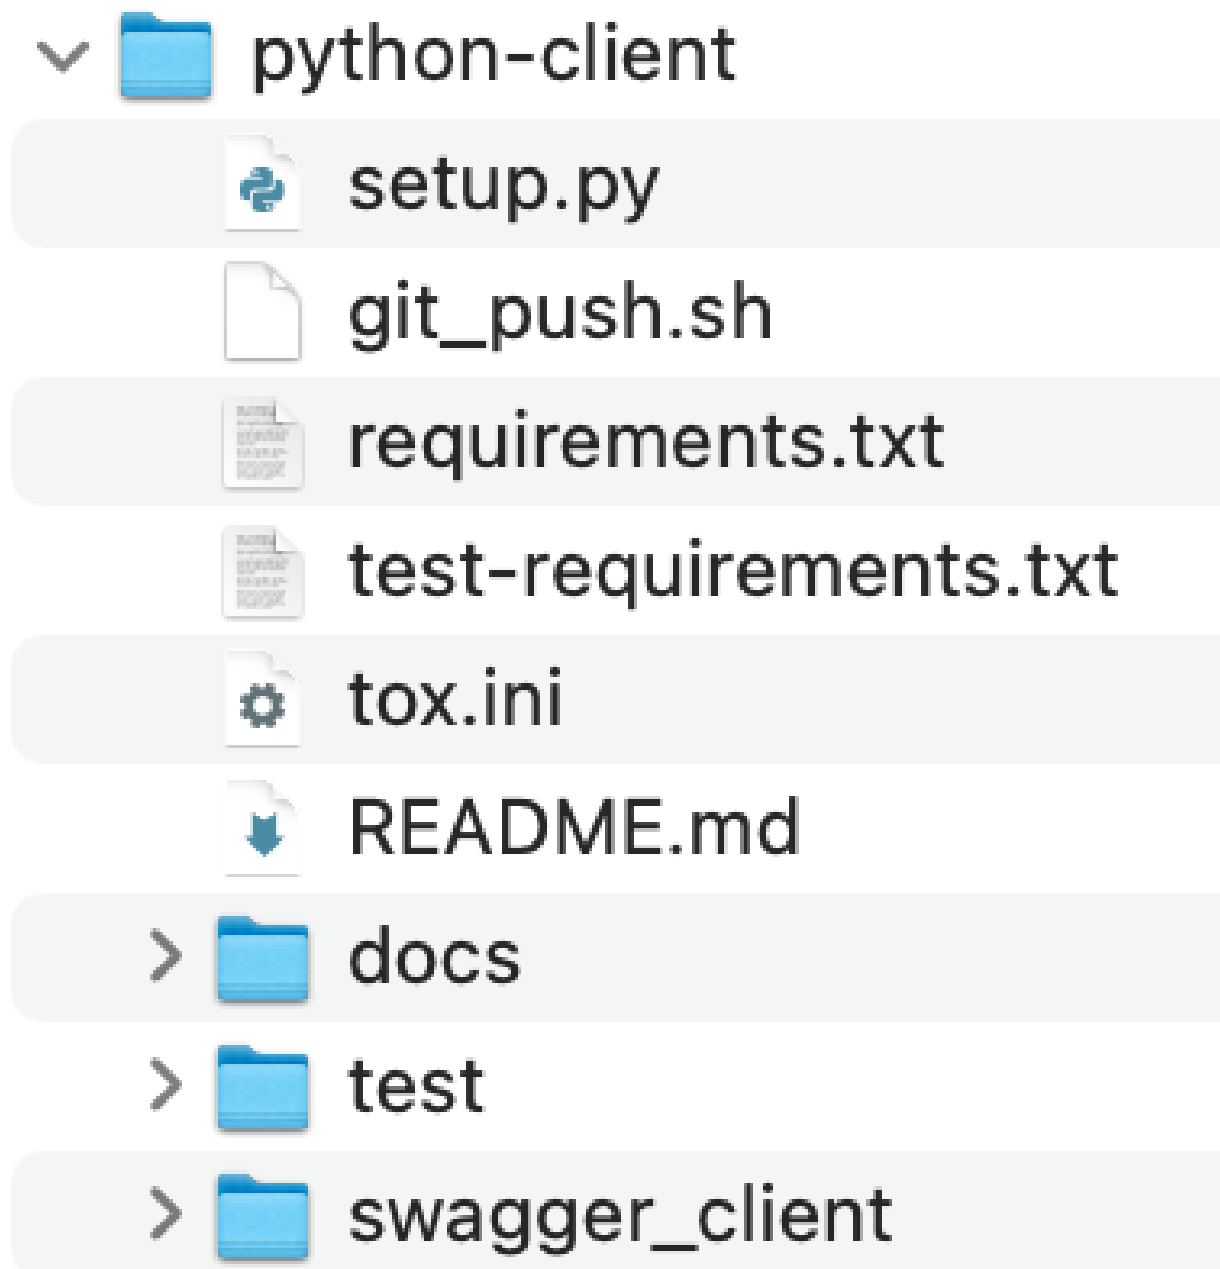 python-client
setup.py
git_push.sh
requirements.txt
test-requirements.txt
tox.ini
README.md
docs
test
swagger_client